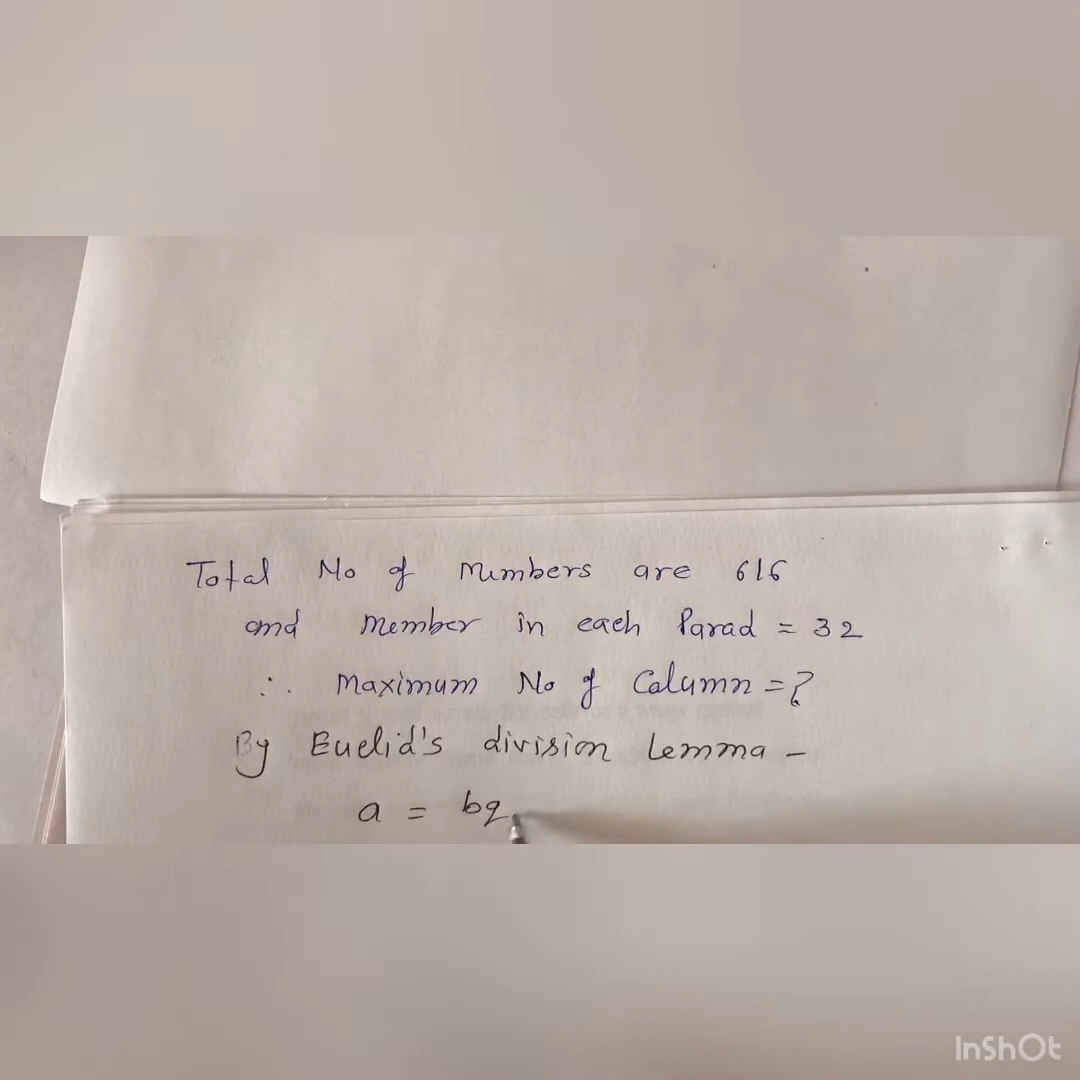 Total No of Members are 616
and Member in each Parad = 32
∴ Maximum No of Calumn = ?
By Euclid's division Lemma -
a = bq
InShOt